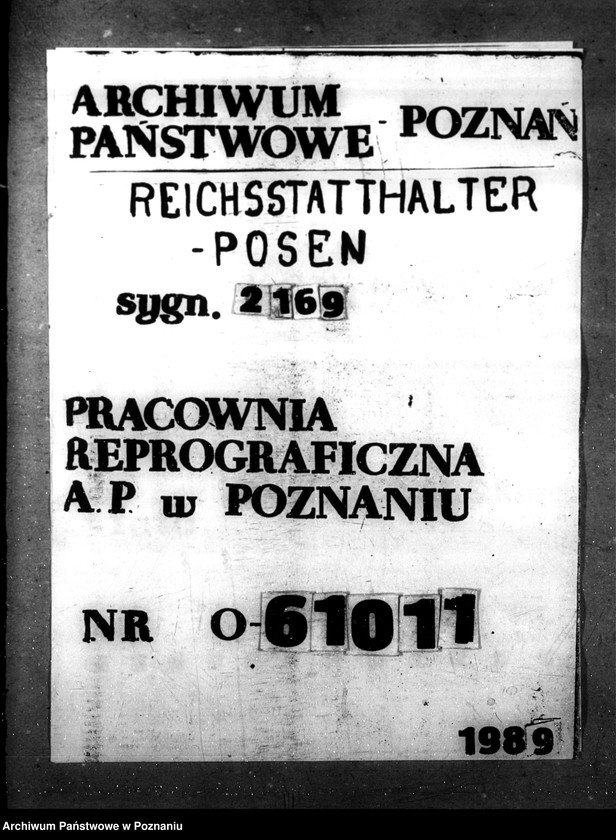 ARCHIWUM
PAŃSTWOWE - POZNAŃ
REICHSSTATTHALTER
-POSEN
sygn. 2169
PRACOWNIA
REPROGRAFICZNA
A.P. w POZNANIU
NR O-61011
1989
Archiwum Państwowe w Poznaniu